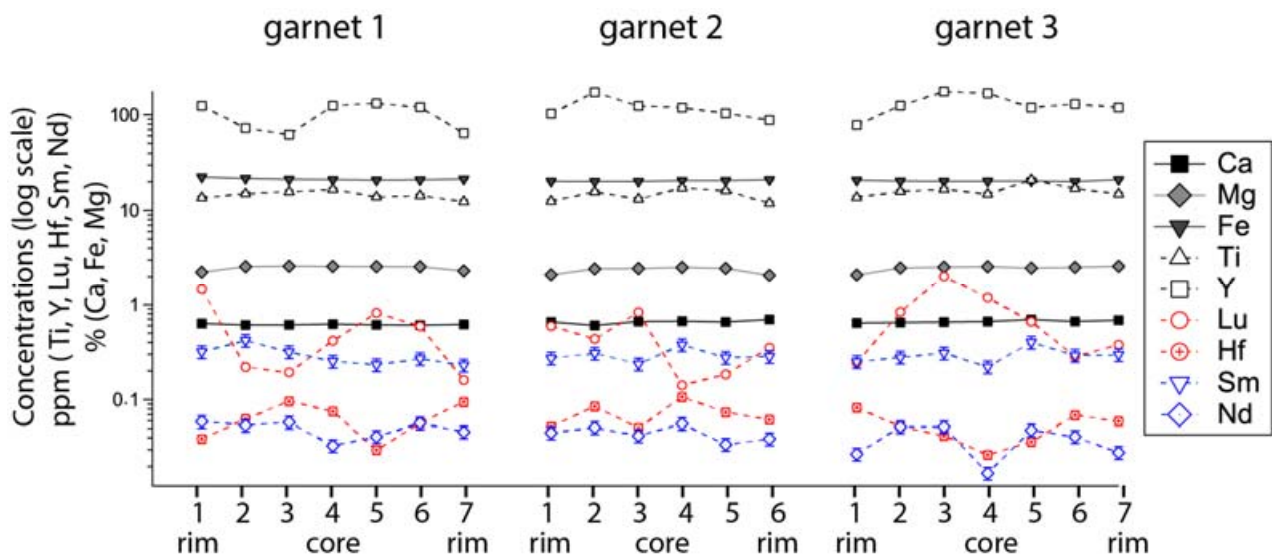 garnet 1 garnet 2 garnet 3
Concentrations (log scale)
ppm ( Ti, Y, Lu, Hf, Sm, Nd)
% (Ca, Fe, Mg)
100
10
1
0.1
Ca
Mg
Fe
Ti
Y
Lu
Hf
Sm
Nd
1 2 3 4 5 6 7 1 2 3 4 5 6 1 2 3 4 5 6 7
rim core rim rim core rim rim core rim